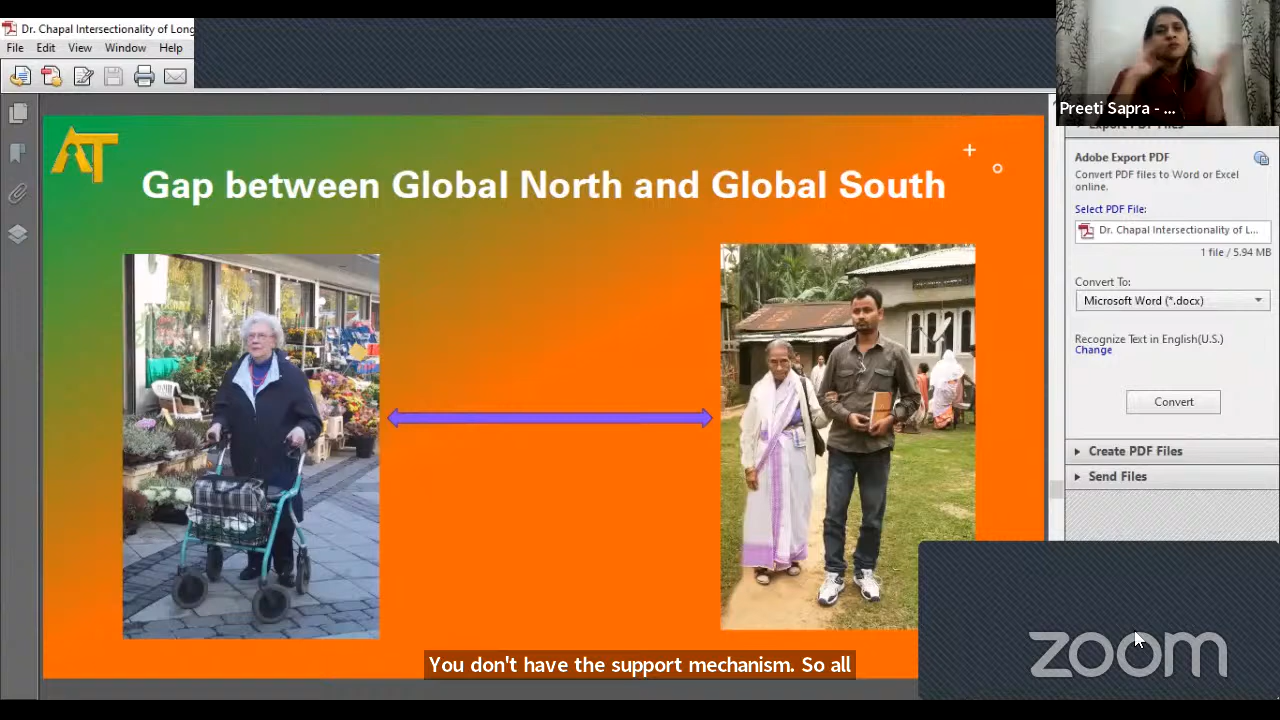 Dr. Chapal Intersectionality of Long
File Edit View Window Help
Preeti Sapra - ...
Export PDF Files
Adobe Export PDF
Convert PDF files to Word or Excel
online.
Select PDF File:
Dr. Chapal Intersectionality of L...
1 file / 5.94 MB
Convert To:
Microsoft Word (*.docx)
Recognize Text in English(U.S.)
Change
Convert
Create PDF Files
Send Files
AT
Gap between Global North and Global South
You don't have the support mechanism. So all
zoom